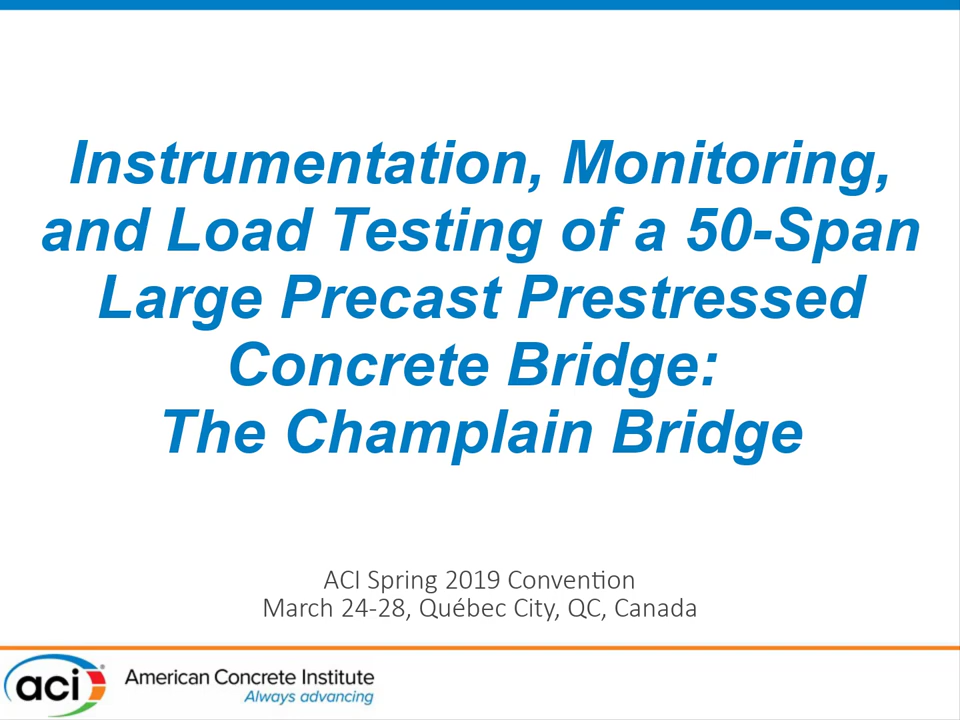 Instrumentation, Monitoring,
and Load Testing of a 50-Span
Large Precast Prestressed
Concrete Bridge:
The Champlain Bridge
ACI Spring 2019 Convention
March 24-28, Québec City, QC, Canada
aci
American Concrete Institute
Always advancing